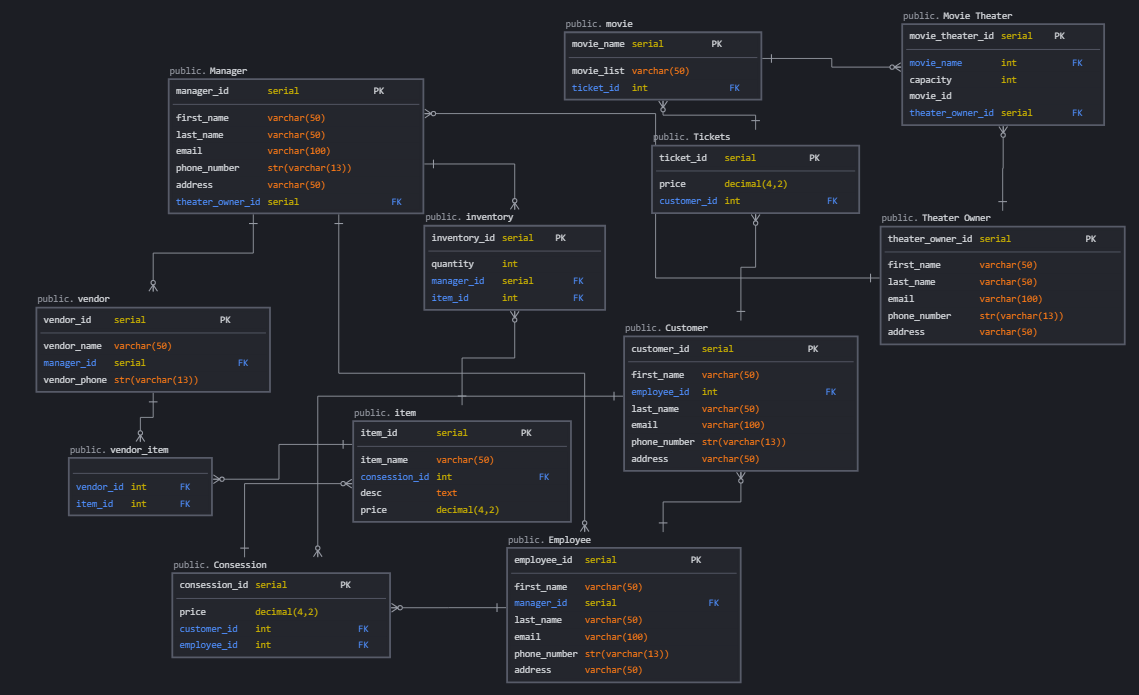 public. movie
movie_name serial PK
movie_list varchar(50)
ticket_id int FK
public. Movie Theater
movie_theater_id serial PK
movie_name int FK
capacity int
movie_id
theater_owner_id serial FK
public. Manager
manager_id serial PK
first_name varchar(50)
last_name varchar(50)
email varchar(100)
phone_number str(varchar(13))
address varchar(50)
theater_owner_id serial FK
public. Tickets
ticket_id serial PK
price decimal(4,2)
customer_id int FK
public. inventory
inventory_id serial PK
quantity int
manager_id serial FK
item_id int FK
public. Theater Owner
theater_owner_id serial PK
first_name varchar(50)
last_name varchar(50)
email varchar(100)
phone_number str(varchar(13))
address varchar(50)
public. vendor
vendor_id serial PK
vendor_name varchar(50)
manager_id serial FK
vendor_phone str(varchar(13))
public. Customer
customer_id serial PK
first_name varchar(50)
employee_id int FK
last_name varchar(50)
email varchar(100)
phone_number str(varchar(13))
address varchar(50)
public. item
item_id serial PK
item_name varchar(50)
consession_id int FK
desc text
price decimal(4,2)
public. vendor_item
vendor_id int FK
item_id int FK
public. Employee
employee_id serial PK
first_name varchar(50)
manager_id serial FK
last_name varchar(50)
email varchar(100)
phone_number str(varchar(13))
address varchar(50)
public. Consession
consession_id serial PK
price decimal(4,2)
customer_id int FK
employee_id int FK